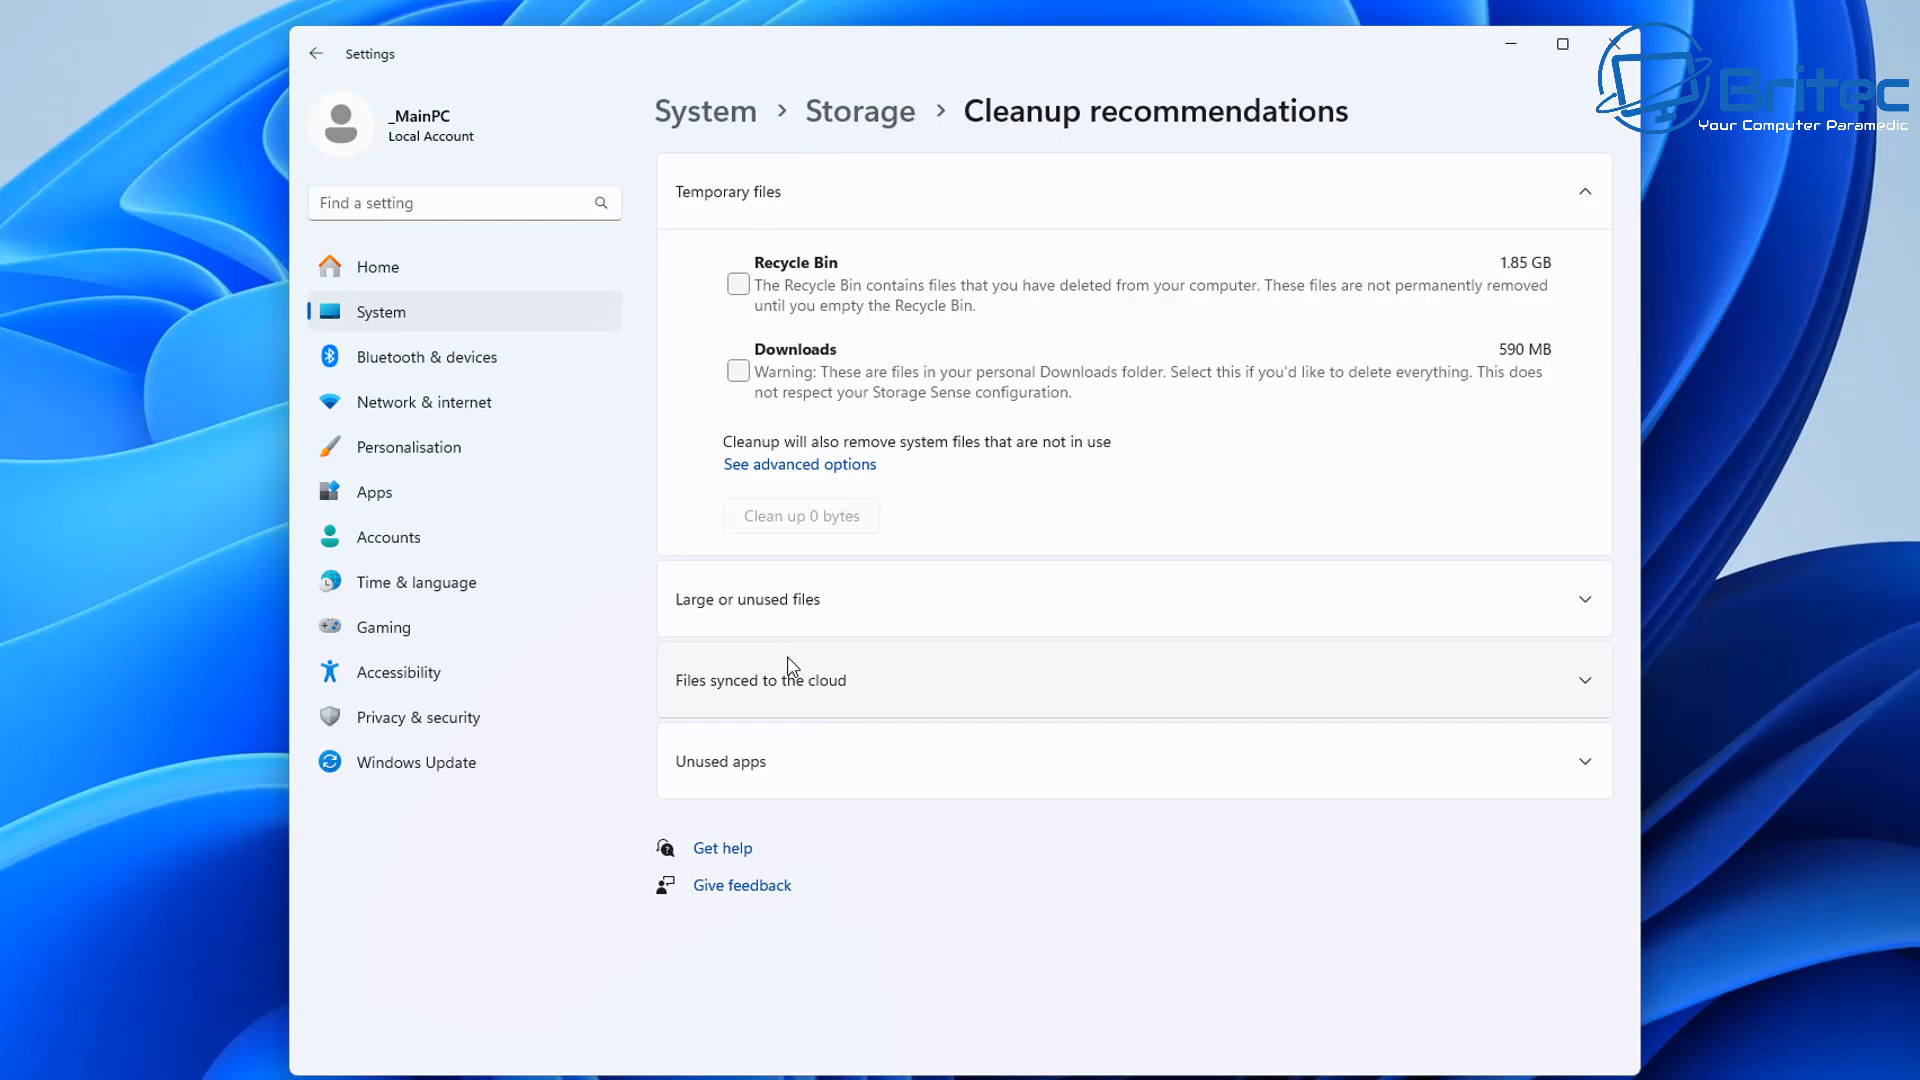 Settings
_MainPC
Local Account
Find a setting
Home
System
Bluetooth & devices
Network & internet
Personalisation
Apps
Accounts
Time & language
Gaming
Accessibility
Privacy & security
Windows Update
System > Storage > Cleanup recommendations
Temporary files
Recycle Bin 1.85 GB
The Recycle Bin contains files that you have deleted from your computer. These files are not permanently removed
until you empty the Recycle Bin.
Downloads 590 MB
Warning: These are files in your personal Downloads folder. Select this if you'd like to delete everything. This does
not respect your Storage Sense configuration.
Cleanup will also remove system files that are not in use
See advanced options
Clean up 0 bytes
Large or unused files
Files synced to the cloud
Unused apps
Get help
Give feedback
Britec
Your Computer Paramedic